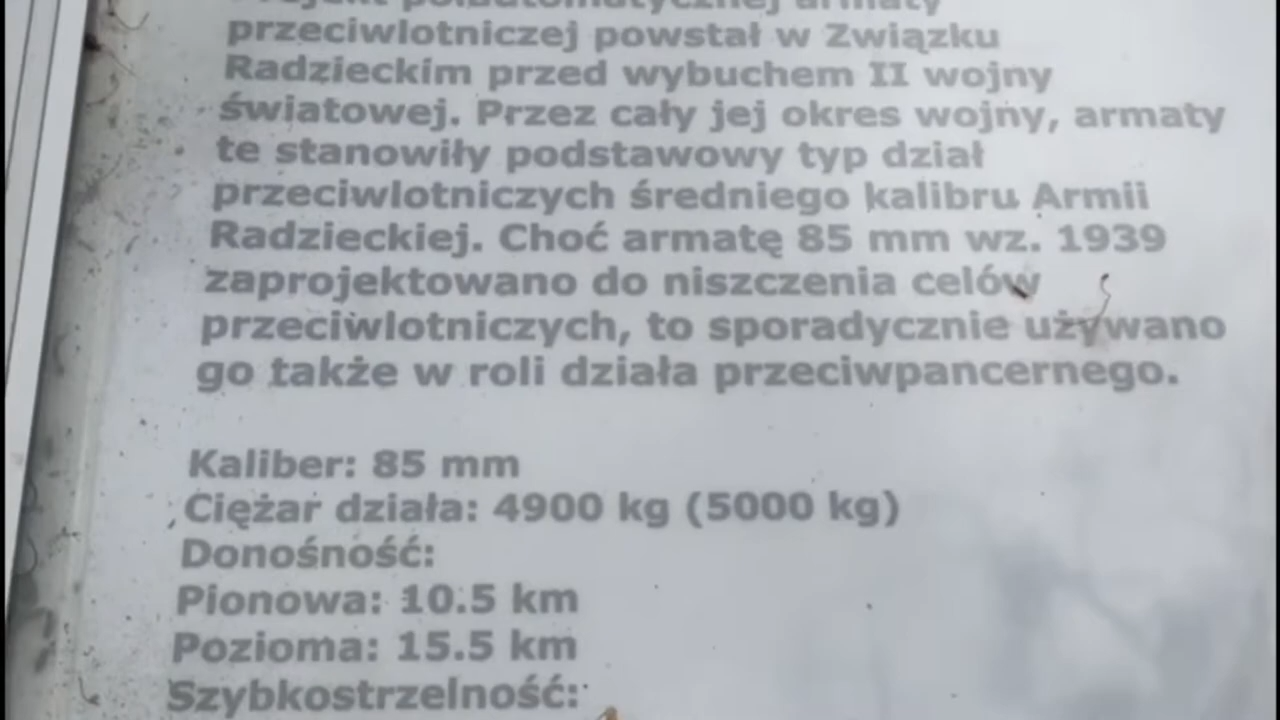 Projekt półautomatycznej armaty
przeciwlotniczej powstał w Związku
Radzieckim przed wybuchem II wojny
światowej. Przez cały jej okres wojny, armaty
te stanowiły podstawowy typ dział
przeciwlotniczych średniego kalibru Armii
Radzieckiej. Choć armatę 85 mm wz. 1939
zaprojektowano do niszczenia celów
przeciwlotniczych, to sporadycznie używano
go także w roli działa przeciwpancernego.
Kaliber: 85 mm
Ciężar działa: 4900 kg (5000 kg)
Donośność:
Pionowa: 10.5 km
Pozioma: 15.5 km
Szybkostrzelność: